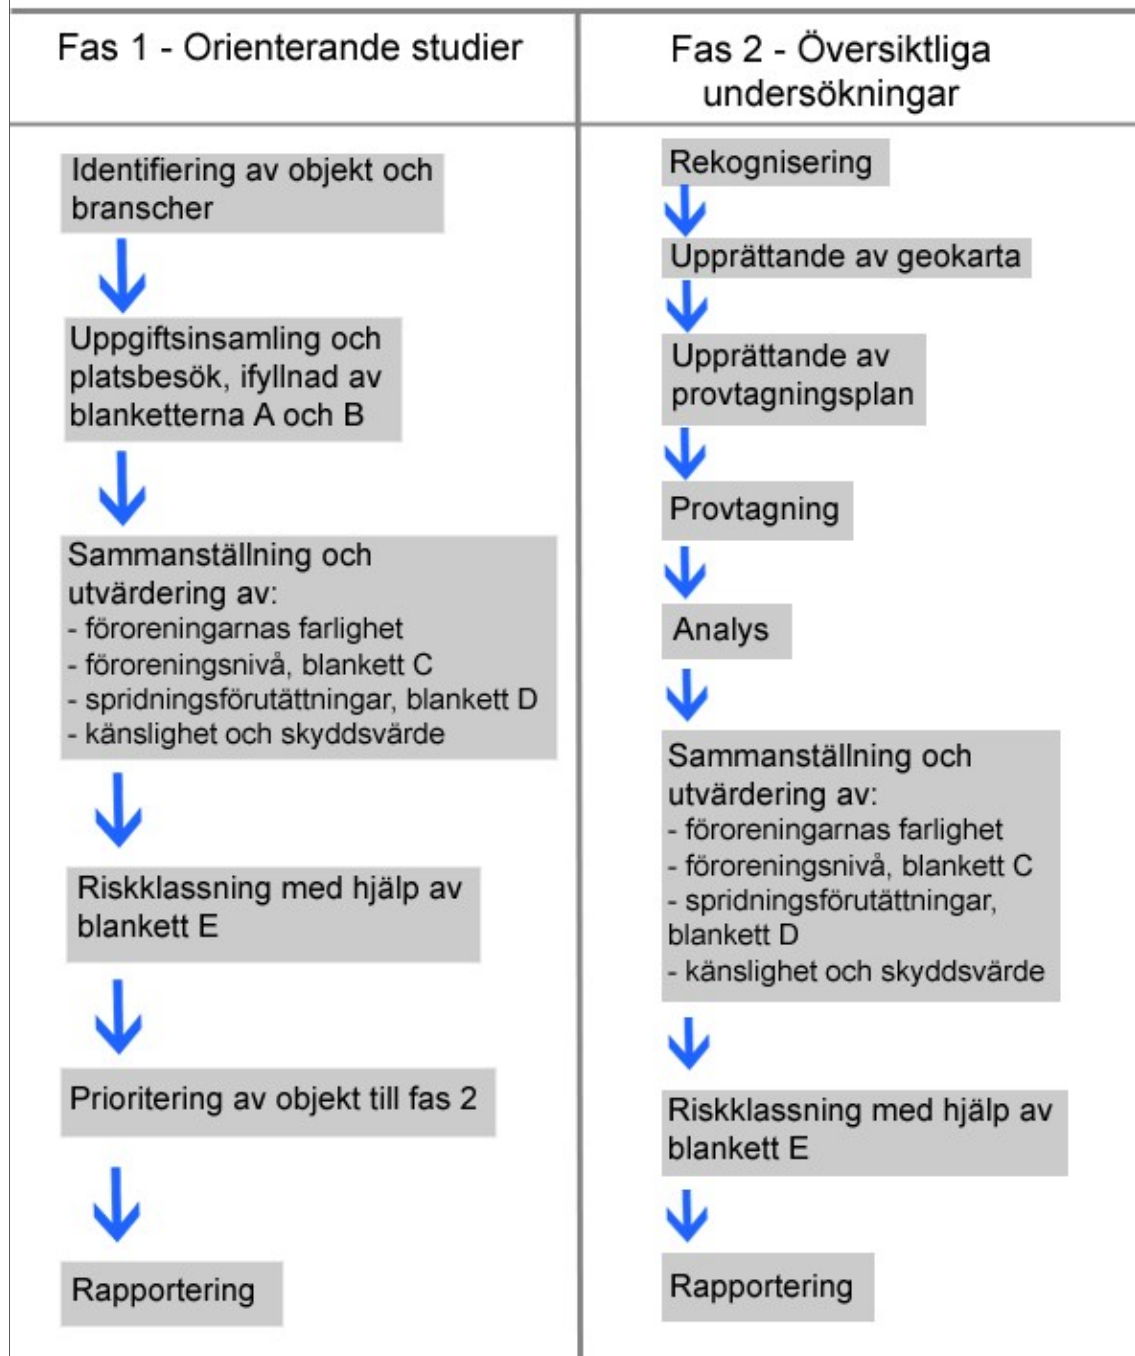 Fas 1 - Orienterande studier
Identifiering av objekt och
branscher
Uppgiftsinsamling och
platsbesök, ifyllnad av
blanketterna A och B
Sammanställning och
utvärdering av:
- föroreningarnas farlighet
- föroreningsnivå, blankett C
- spridningsförutättningar, blankett D
- känslighet och skyddsvärde
Riskklassning med hjälp av
blankett E
Prioritering av objekt till fas 2
Rapportering
Fas 2 - Översiktliga
undersökningar
Rekognisering
Upprättande av geokarta
Upprättande av
provtagningsplan
Provtagning
Analys
Sammanställning och
utvärdering av:
- föroreningarnas farlighet
- föroreningsnivå, blankett C
- spridningsförutättningar,
blankett D
- känslighet och skyddsvärde
Riskklassning med hjälp av
blankett E
Rapportering